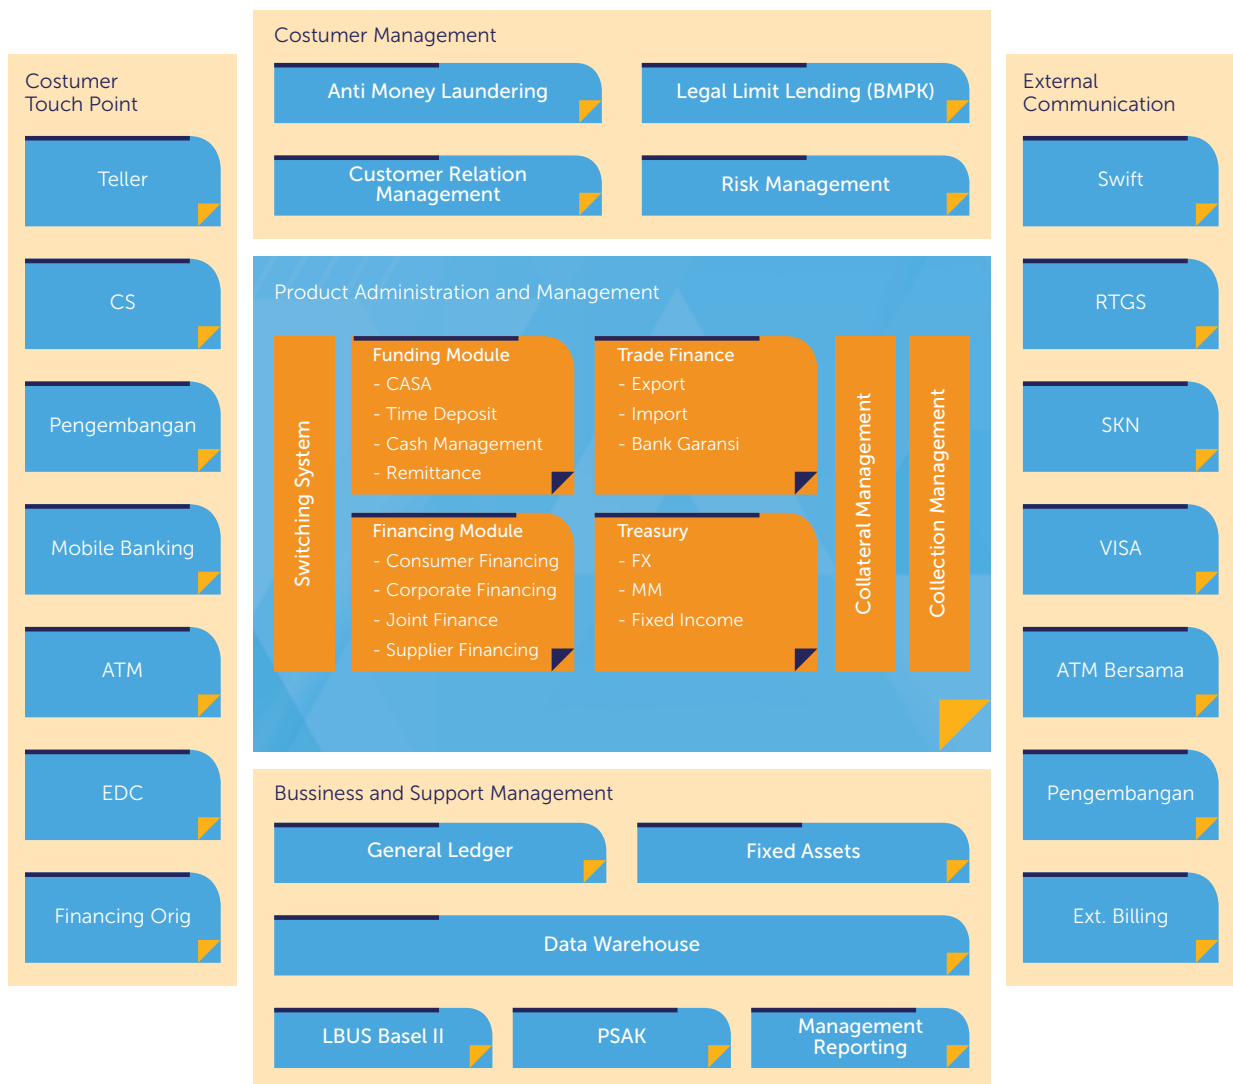 Costumer
Touch Point
Teller
CS
Pengembangan
Mobile Banking
ATM
EDC
Financing Orig
Costumer Management
Anti Money Laundering
Legal Limit Lending (BMPK)
Customer Relation
Management
Risk Management
Product Administration and Management
Switching System
Funding Module
- CASA
- Time Deposit
- Cash Management
- Remittance
Trade Finance
- Export
- Import
- Bank Garansi
Financing Module
- Consumer Financing
- Corporate Financing
- Joint Finance
- Supplier Financing
Treasury
- FX
- MM
- Fixed Income
Collateral Management
Collection Management
Bussiness and Support Management
General Ledger
Fixed Assets
Data Warehouse
LBUS Basel II
PSAK
Management
Reporting
External
Communication
Swift
RTGS
SKN
VISA
ATM Bersama
Pengembangan
Ext. Billing